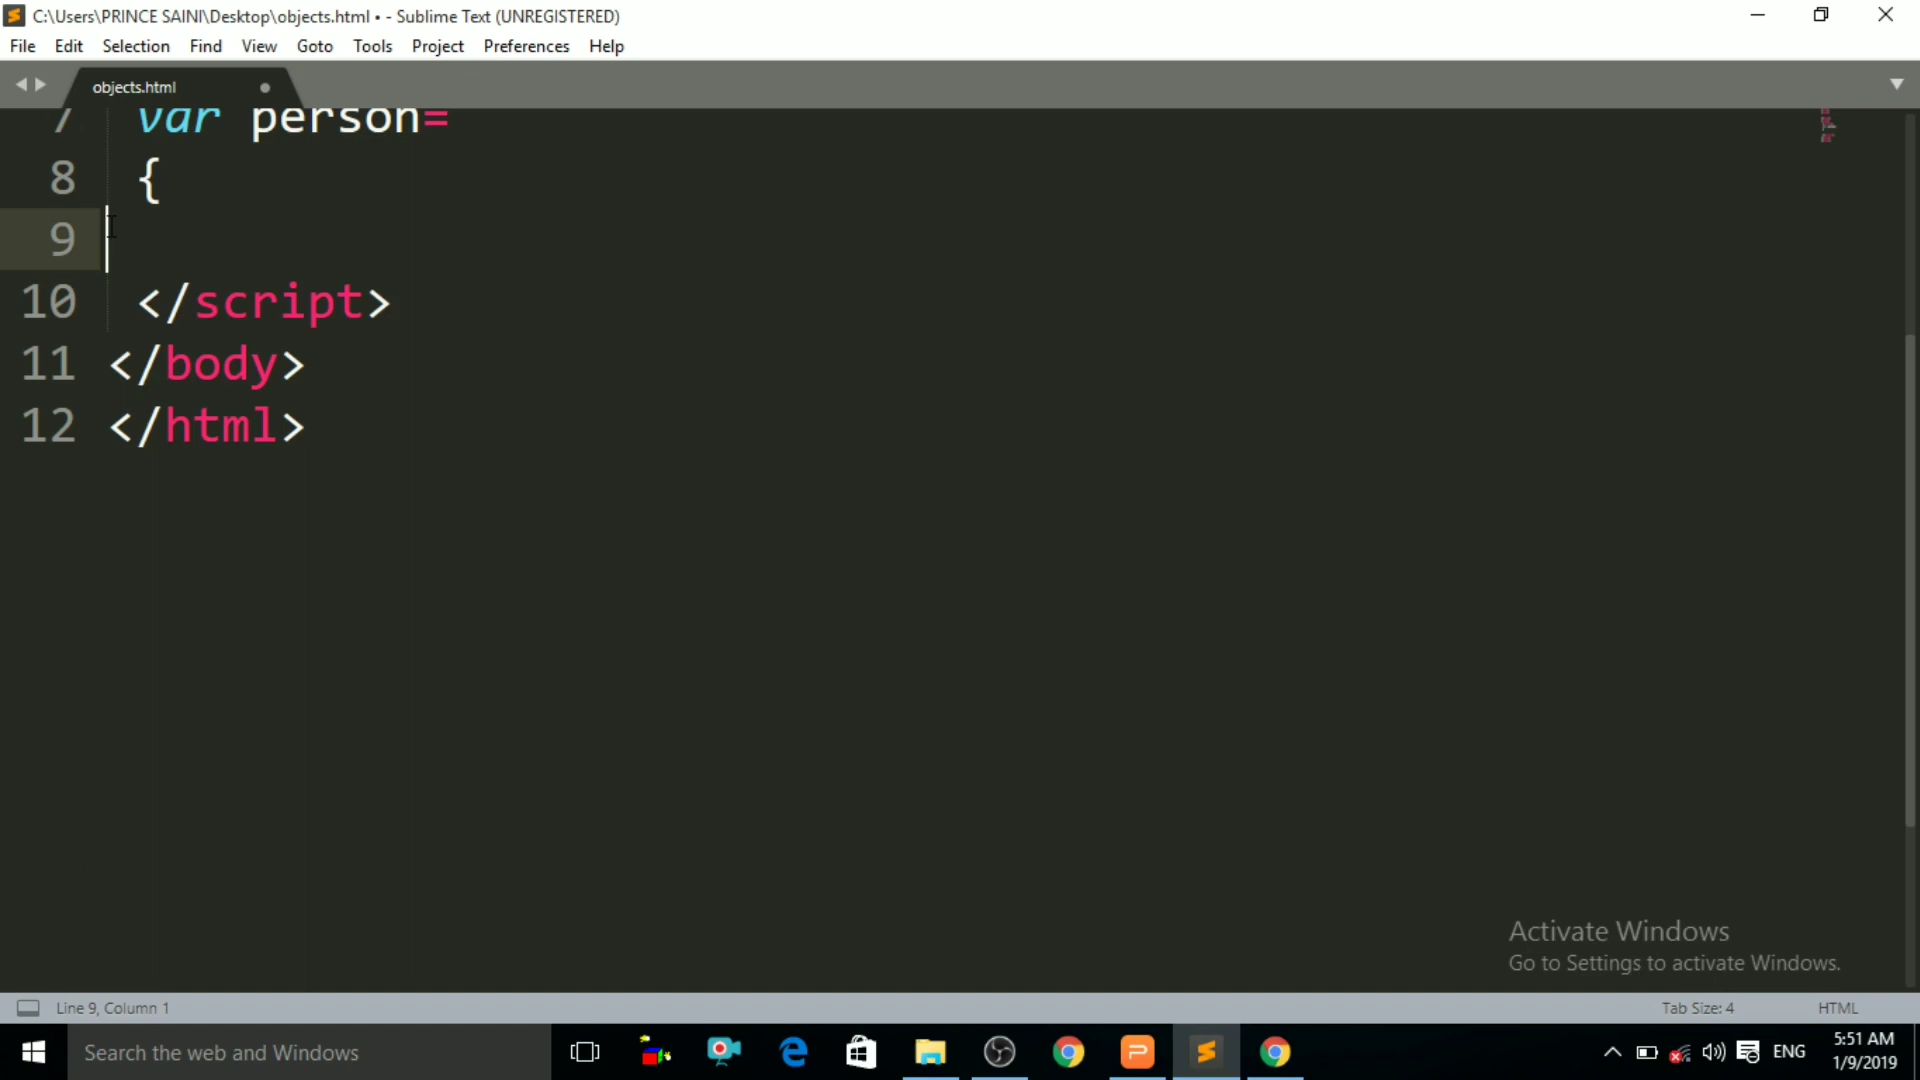 C:\Users\PRINCE SAINI\Desktop\objects.html • - Sublime Text (UNREGISTERED)
File Edit Selection Find View Goto Tools Project Preferences Help
objects.html
7 var person=
8 {
9
10 </script>
11 </body>
12 </html>
Activate Windows
Go to Settings to activate Windows.
Line 9, Column 1 Tab Size: 4 HTML
Search the web and Windows ENG 5:51 AM
1/9/2019